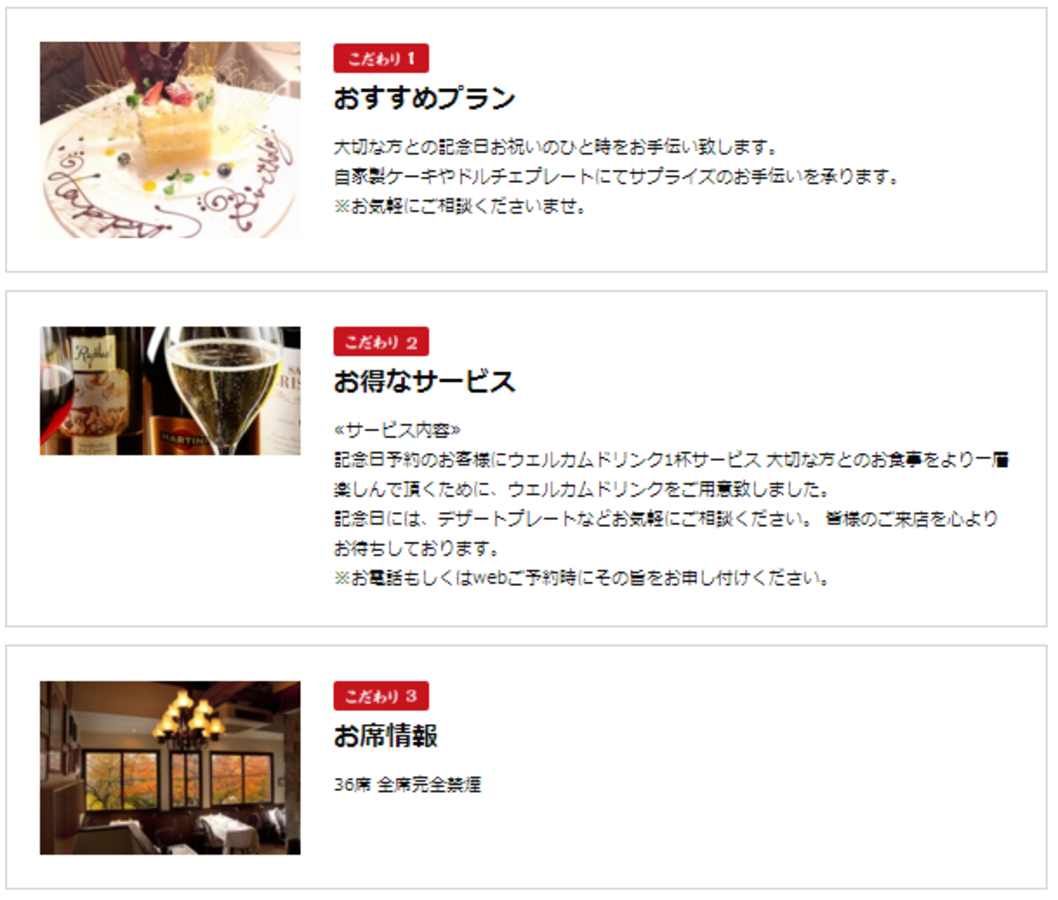 こだわり 1
おすすめプラン
大切な方との記念日お祝いのひと時をお手伝い致します。
自家製ケーキやドルチェプレートにてサプライズのお手伝いを承ります。
※お気軽にご相談くださいませ。
Happy Birthday
こだわり 2
お得なサービス
≪サービス内容≫
記念日予約のお客様にウェルカムドリンク1杯サービス 大切な方とのお食事をより一層
楽しんで頂くために、ウェルカムドリンクをご用意致しました。
記念日には、デザートプレートなどお気軽にご相談ください。 皆様のご来店を心より
お待ちしております。
※お電話もしくはwebご予約時にその旨をお申し付けください。
MARTINI
こだわり 3
お席情報
36席 全席完全禁煙